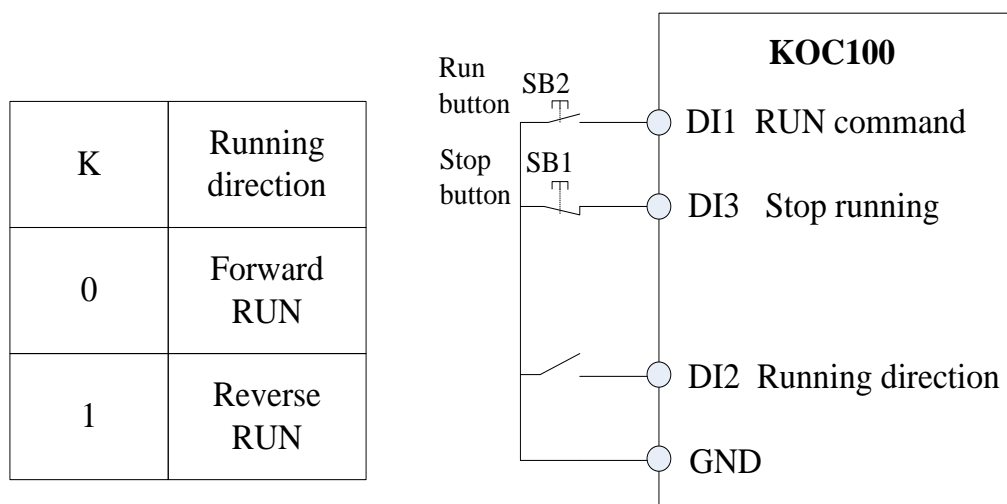 K
Running
direction
0
Forward
RUN
1
Reverse
RUN
KOC100
Run
button
SB2
DI1 RUN command
Stop
button
SB1
DI3 Stop running
DI2 Running direction
GND